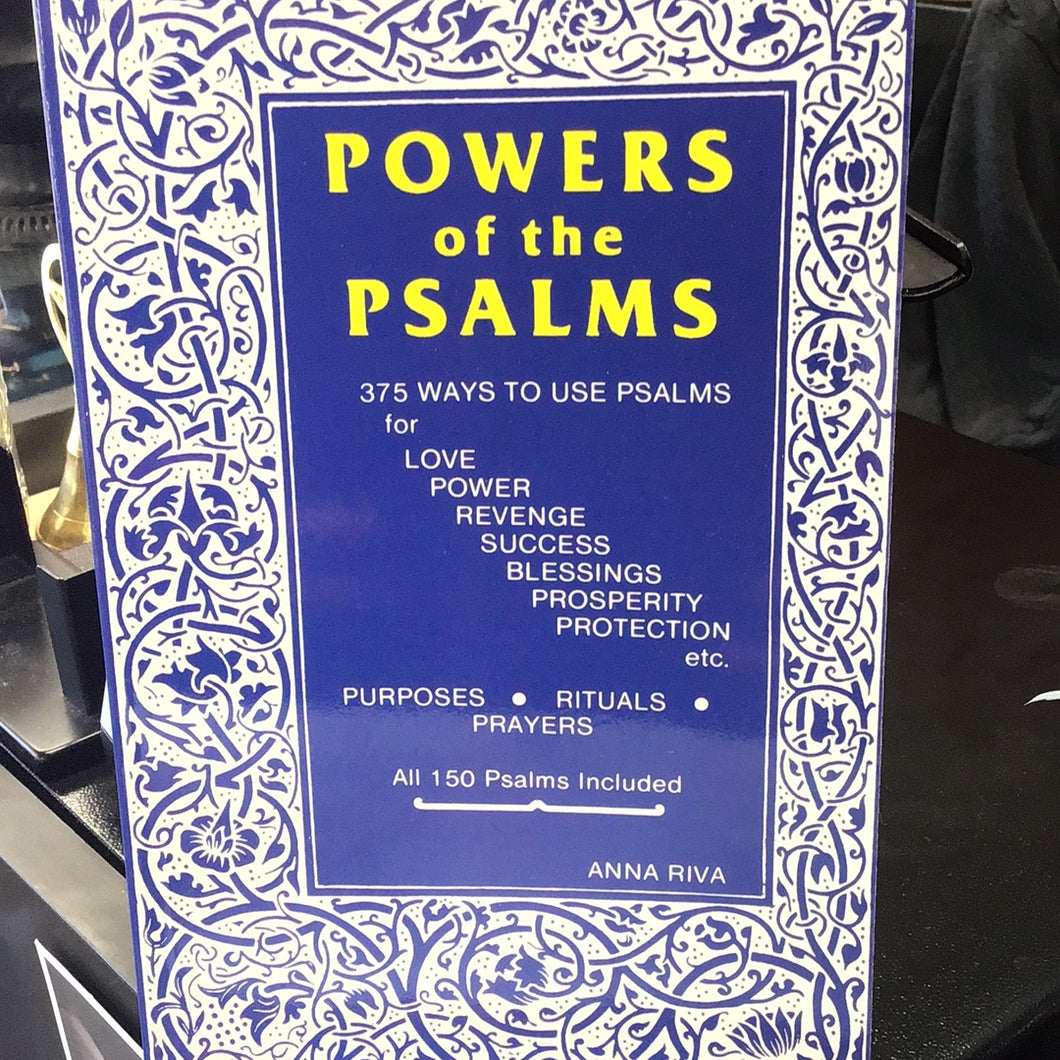 POWERS
of the
PSALMS
375 WAYS TO USE PSALMS
for
LOVE
POWER
REVENGE
SUCCESS
BLESSINGS
PROSPERITY
PROTECTION
etc.
PURPOSES • RITUALS •
PRAYERS
All 150 Psalms Included
ANNA RIVA